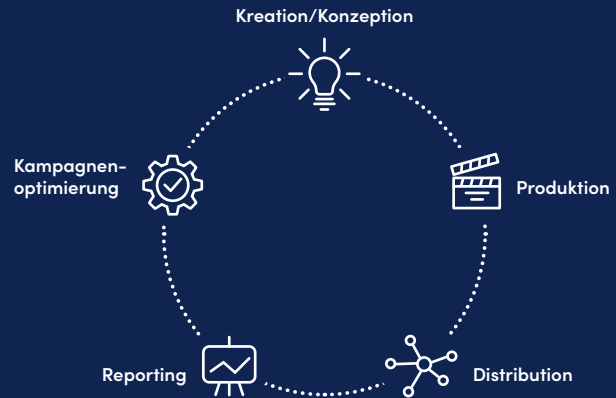 Kreation/Konzeption
Kampagnen-
optimierung
Produktion
Reporting
Distribution